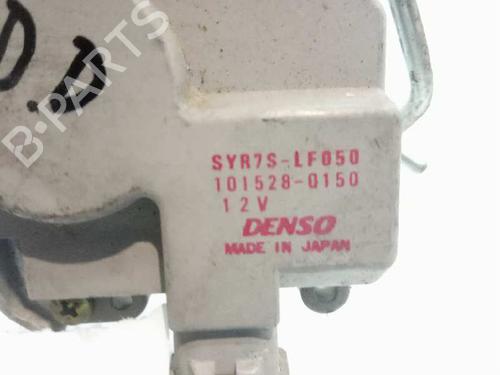 D.D
B-PARTS
SYR7S-LF050
101528-0150
12V
DENSO
MADE IN JAPAN